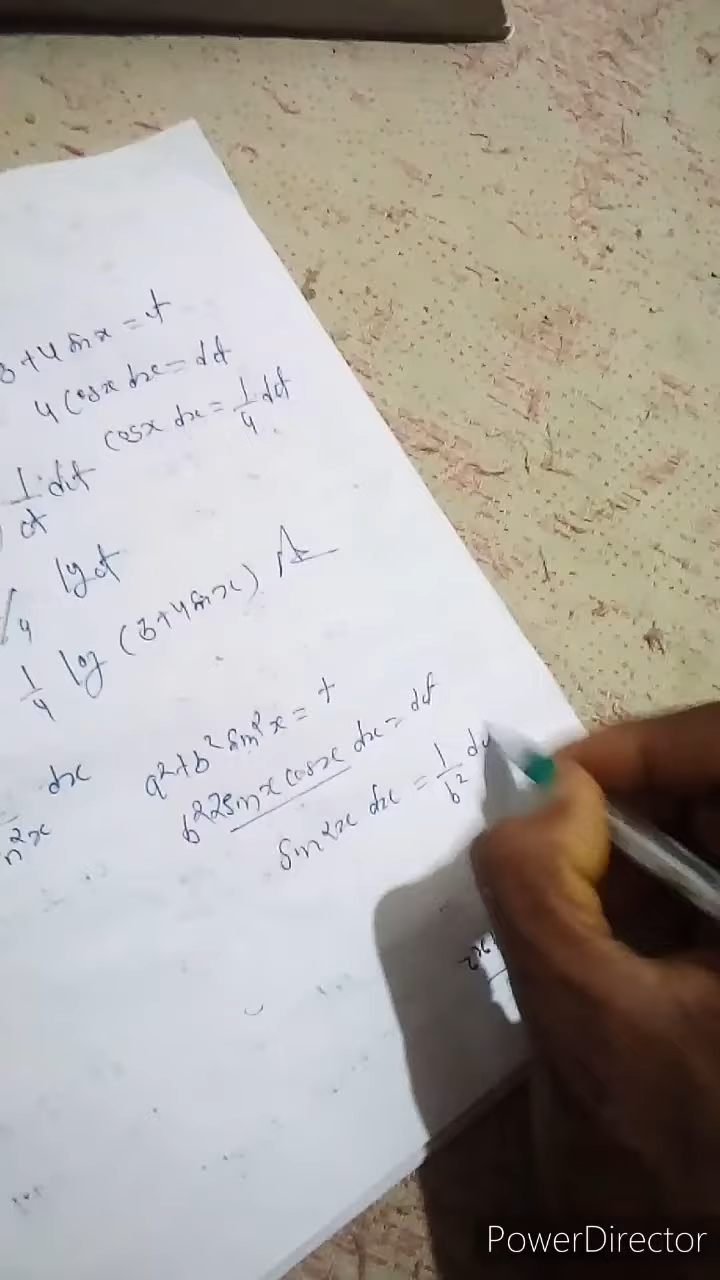 3+4 sin x = t
4 cos x dx = dt
cos x dx = 1/4 dt
1/t dt
1/4 log t
1/4 log (3+4 sin x)
dx
a²+b² sin² x = t
b² 2 sin x cos x dx = dt
sin 2x dx = 1/b² dt
PowerDirector